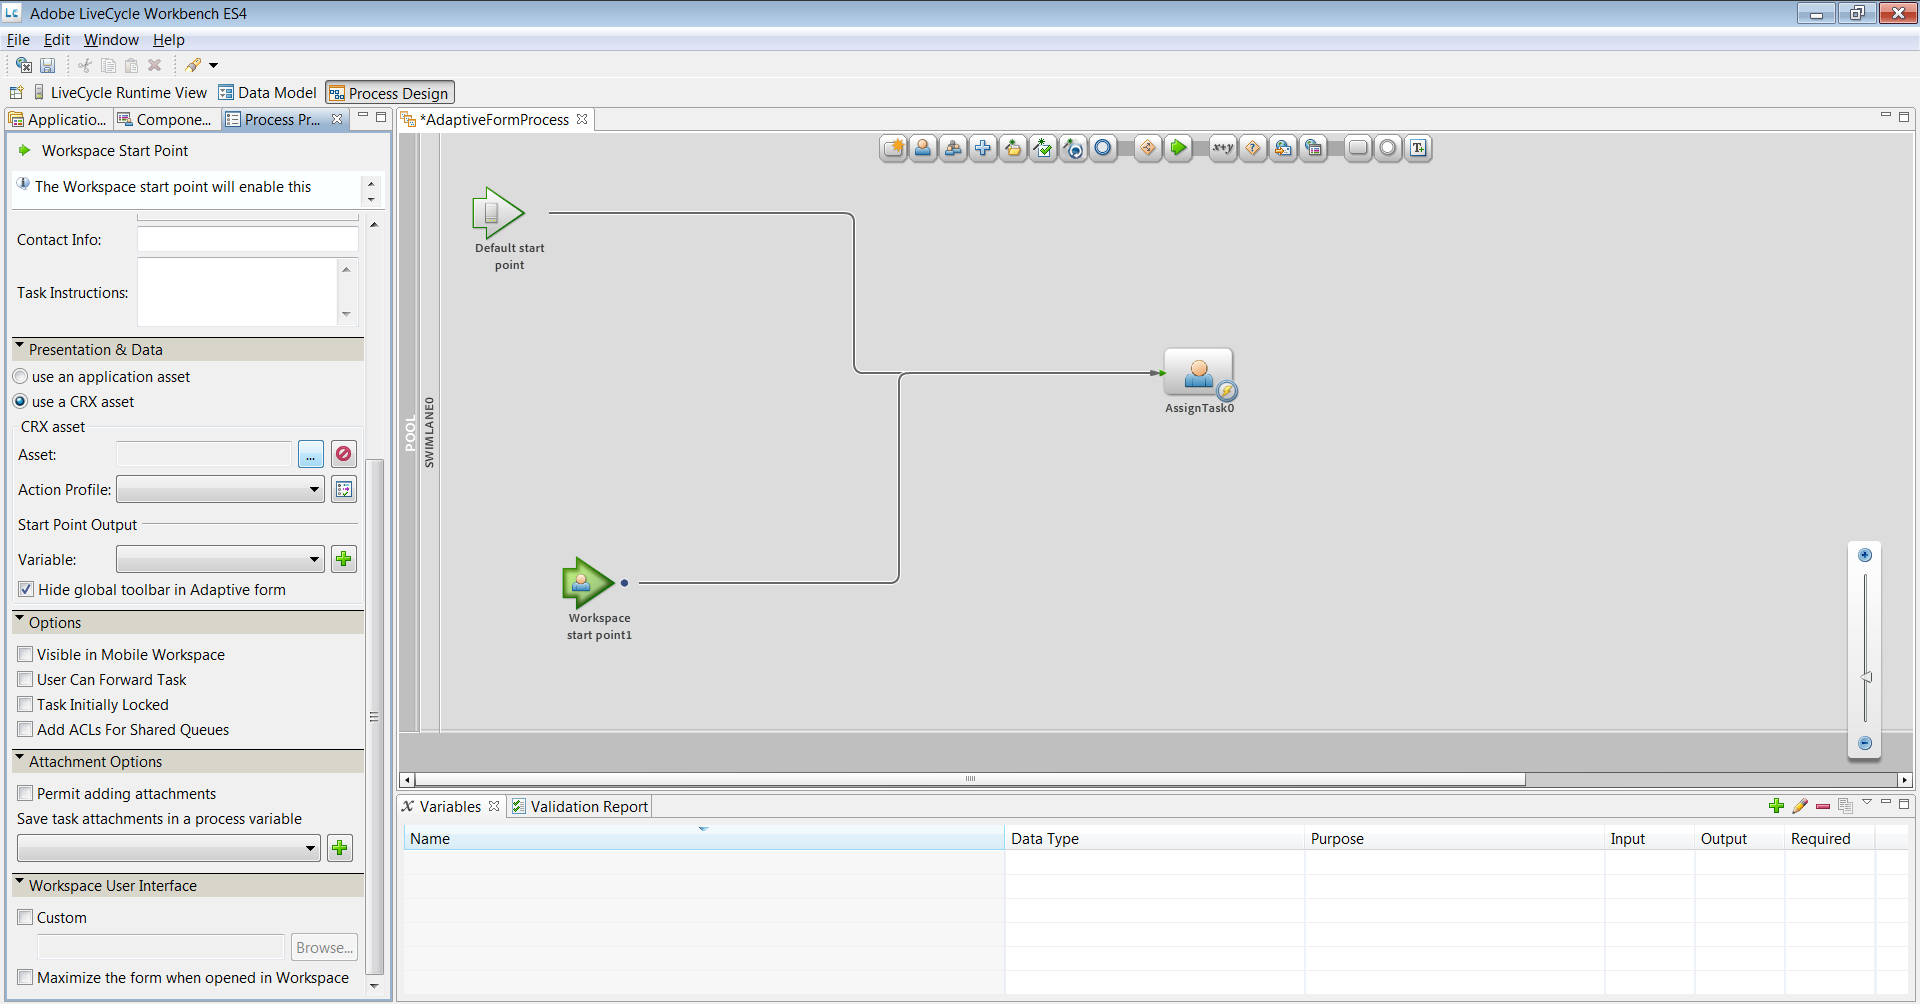 Lc Adobe LiveCycle Workbench ES4
File Edit Window Help
LiveCycle Runtime View Data Model Process Design
Applicatio... Compone... Process Pr... *AdaptiveFormProcess
Workspace Start Point
x+y ? T
The Workspace start point will enable this
Default start
point
Contact Info:
Task Instructions:
Presentation & Data
use an application asset
use a CRX asset
CRX asset
Asset: ...
Action Profile:
Start Point Output
Variable:
Hide global toolbar in Adaptive form
POOL
SWIMLANE0
AssignTask0
Workspace
start point1
Options
Visible in Mobile Workspace
User Can Forward Task
Task Initially Locked
Add ACLs For Shared Queues
Attachment Options
Permit adding attachments
Save task attachments in a process variable
Workspace User Interface
Custom
Browse...
Maximize the form when opened in Workspace
x Variables Validation Report
Name Data Type Purpose Input Output Required